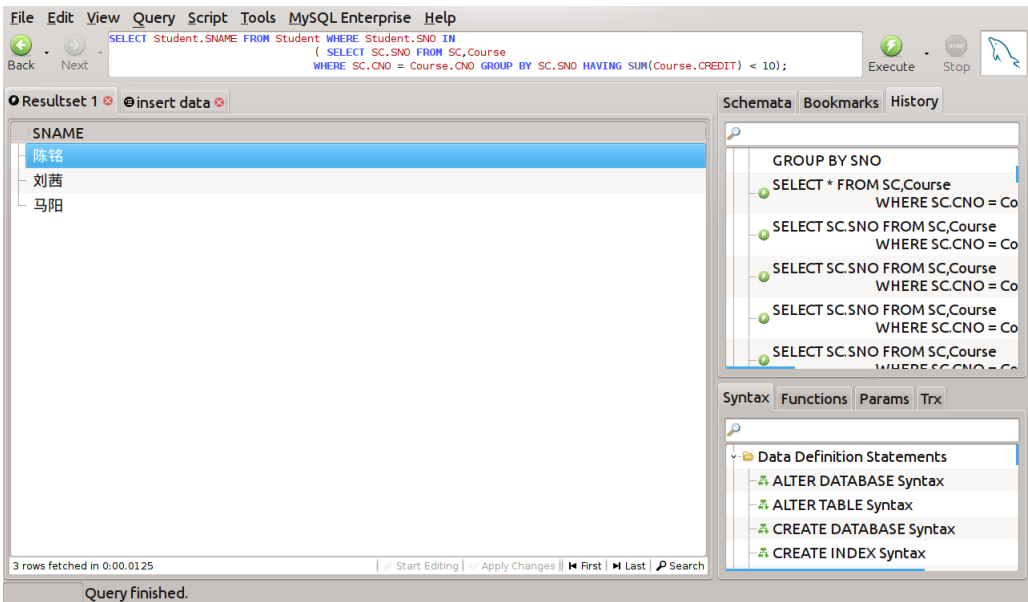 File Edit View Query Script Tools MySQL Enterprise Help
SELECT Student.SNAME FROM Student WHERE Student.SNO IN
( SELECT SC.SNO FROM SC,Course
WHERE SC.CNO = Course.CNO GROUP BY SC.SNO HAVING SUM(Course.CREDIT) < 10);
Back Next Execute STOP Stop
Resultset 1 insert data
SNAME
陈铭
刘茜
马阳
3 rows fetched in 0:00.0125 Start Editing Apply Changes First Last Search
Schemata Bookmarks History
GROUP BY SNO
SELECT * FROM SC,Course
WHERE SC.CNO = Co
SELECT SC.SNO FROM SC,Course
WHERE SC.CNO = Co
SELECT SC.SNO FROM SC,Course
WHERE SC.CNO = Co
SELECT SC.SNO FROM SC,Course
WHERE SC.CNO = Co
SELECT SC.SNO FROM SC,Course
WHERE SC.CNO = Co
Syntax Functions Params Trx
Data Definition Statements
ALTER DATABASE Syntax
ALTER TABLE Syntax
CREATE DATABASE Syntax
CREATE INDEX Syntax
Query finished.